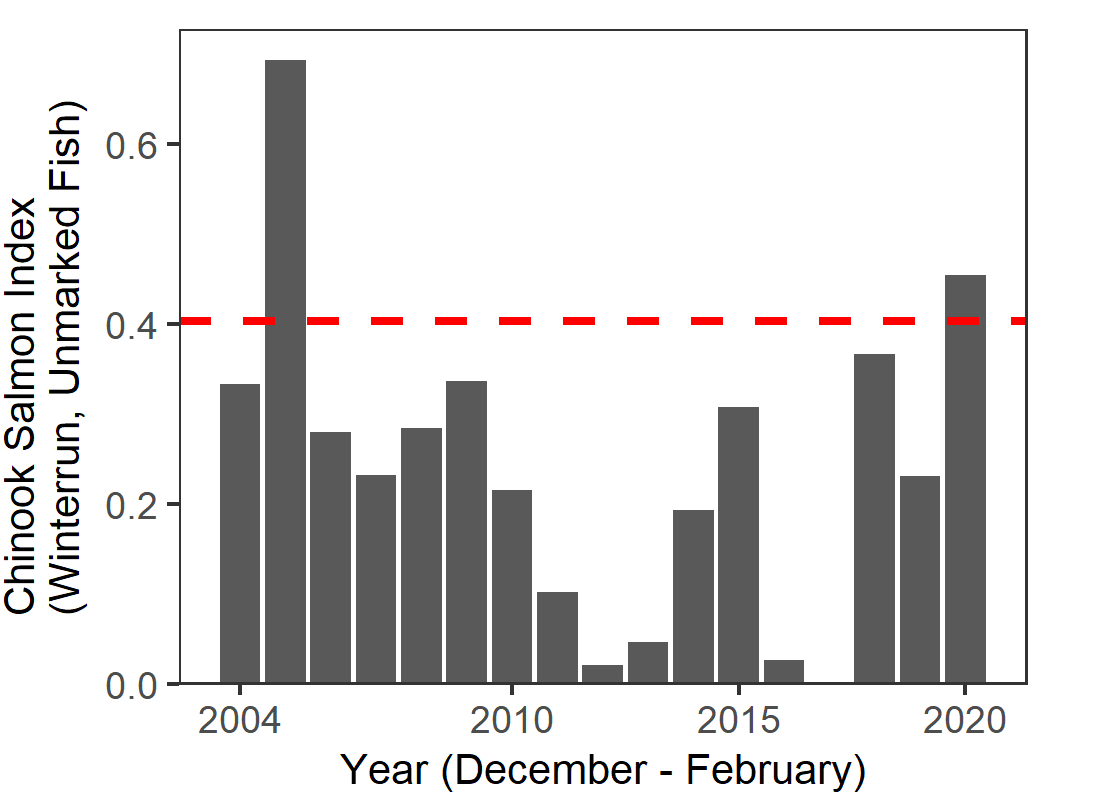 Chinook Salmon Index
(Winterrun, Unmarked Fish)
0.6
0.4
0.2
0.0
2004 2010 2015 2020
Year (December - February)